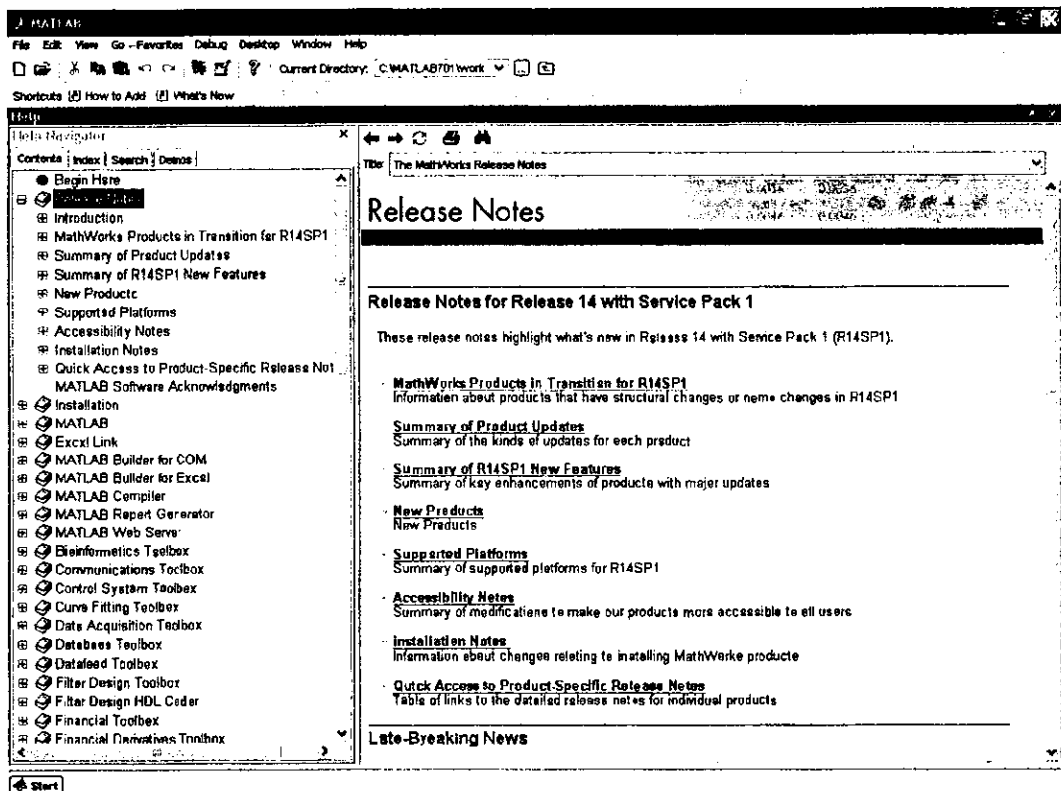 MATLAB
File Edit View Go Favorites Debug Desktop Window Help
Current Directory: C:\MATLAB701\work
Shortcuts How to Add What's New
Help
Help Navigator
Contents Index Search Demos
Begin Here
Introduction
MathWorks Products in Transition for R14SP1
Summary of Product Updates
Summary of R14SP1 New Features
New Products
Supported Platforms
Accessibility Notes
Installation Notes
Quick Access to Product-Specific Release Not
MATLAB Software Acknowledgments
Installation
MATLAB
Excel Link
MATLAB Builder for COM
MATLAB Builder for Excel
MATLAB Compiler
MATLAB Report Generator
MATLAB Web Server
Bioinformatics Toolbox
Communications Toolbox
Control System Toolbox
Curve Fitting Toolbox
Data Acquisition Toolbox
Database Toolbox
Datafeed Toolbox
Filter Design Toolbox
Filter Design HDL Coder
Financial Toolbox
Financial Derivatives Toolbox
Title: The MathWorks Release Notes
Release Notes
Release Notes for Release 14 with Service Pack 1
These release notes highlight what's new in Release 14 with Service Pack 1 (R14SP1).
MathWorks Products in Transition for R14SP1
Information about products that have structural changes or name changes in R14SP1
Summary of Product Updates
Summary of the kinds of updates for each product
Summary of R14SP1 New Features
Summary of key enhancements of products with major updates
New Products
New Products
Supported Platforms
Summary of supported platforms for R14SP1
Accessibility Notes
Summary of modifications to make our products more accessible to all users
Installation Notes
Information about changes relating to installing MathWorks products
Quick Access to Product-Specific Release Notes
Table of links to the detailed release notes for individual products
Late-Breaking News
Start